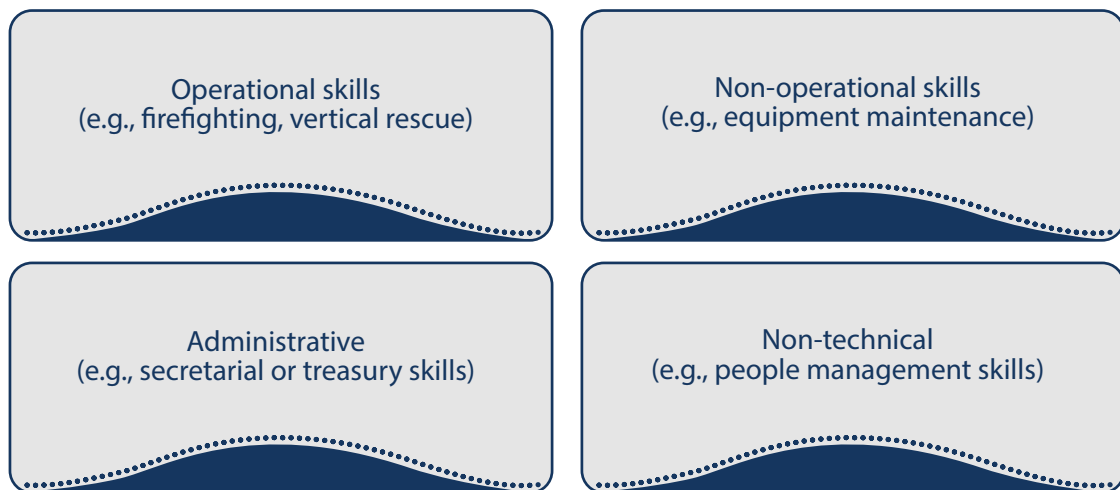 Operational skills
(e.g., firefighting, vertical rescue)
Non-operational skills
(e.g., equipment maintenance)
Administrative
(e.g., secretarial or treasury skills)
Non-technical
(e.g., people management skills)